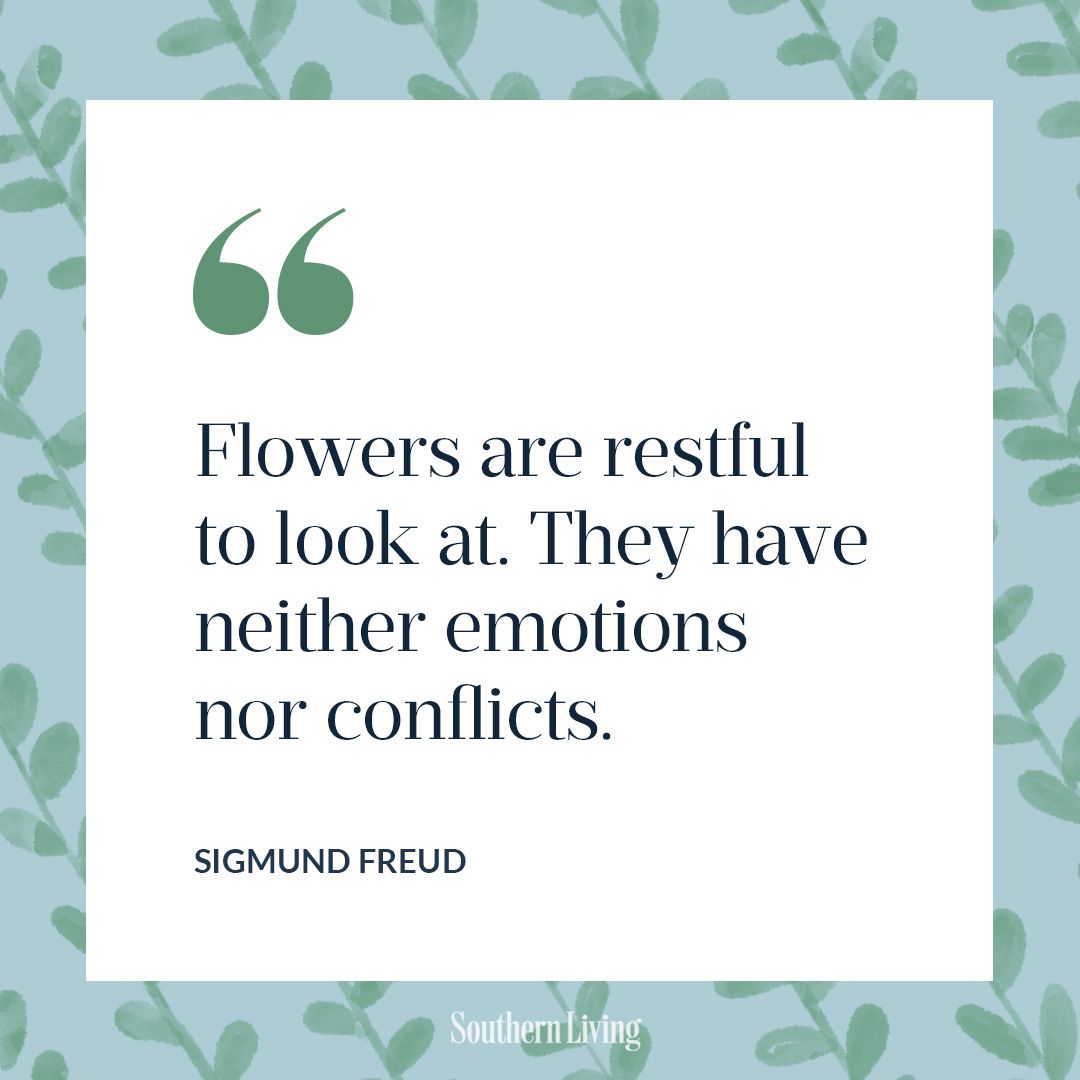 “
Flowers are restful
to look at. They have
neither emotions
nor conflicts.
SIGMUND FREUD
Southern Living